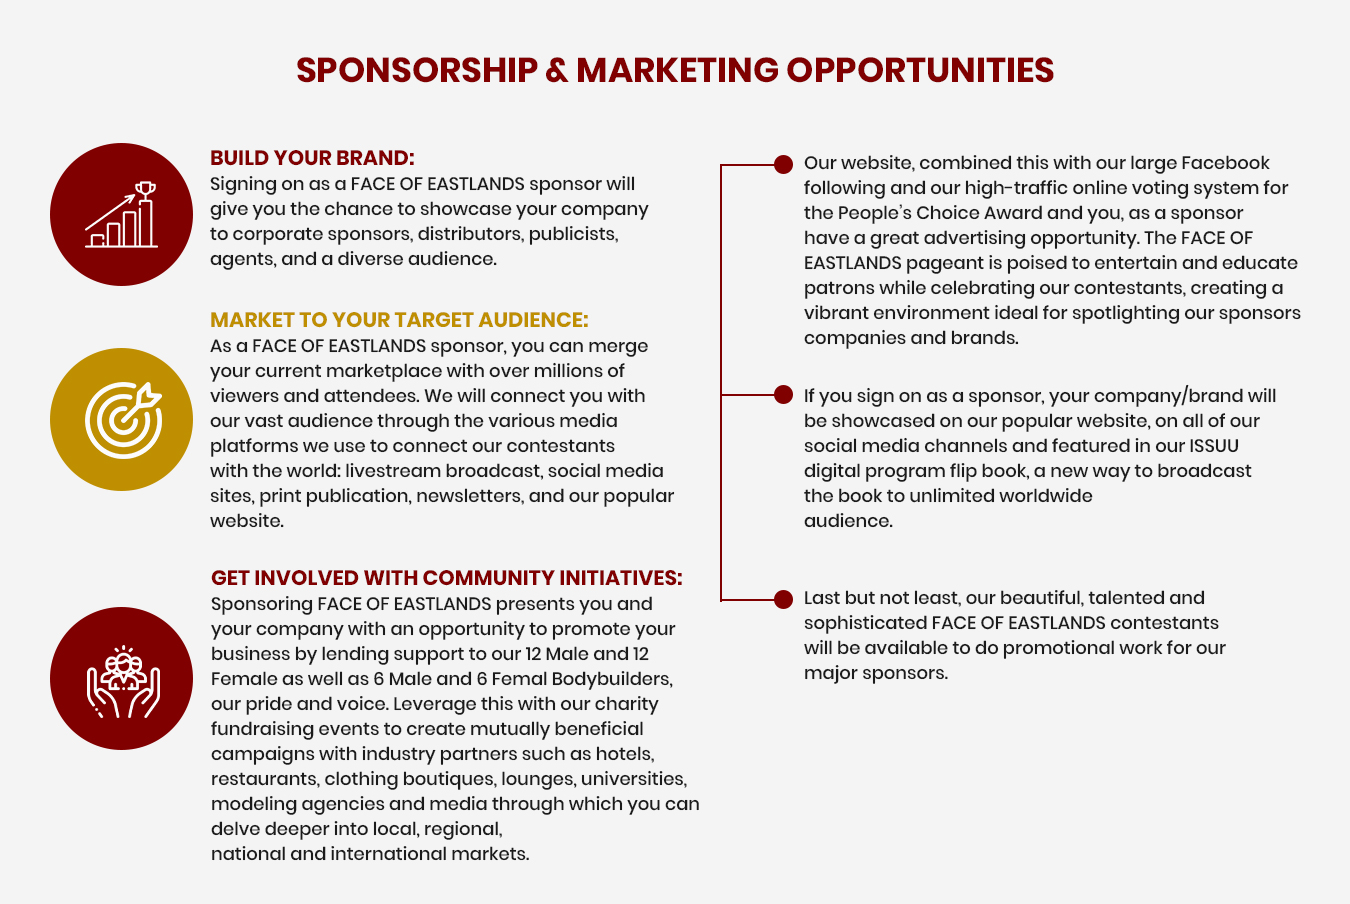 SPONSORSHIP & MARKETING OPPORTUNITIES
BUILD YOUR BRAND:
Signing on as a FACE OF EASTLANDS sponsor will
give you the chance to showcase your company
to corporate sponsors, distributors, publicists,
agents, and a diverse audience.
MARKET TO YOUR TARGET AUDIENCE:
As a FACE OF EASTLANDS sponsor, you can merge
your current marketplace with over millions of
viewers and attendees. We will connect you with
our vast audience through the various media
platforms we use to connect our contestants
with the world: livestream broadcast, social media
sites, print publication, newsletters, and our popular
website.
GET INVOLVED WITH COMMUNITY INITIATIVES:
Sponsoring FACE OF EASTLANDS presents you and
your company with an opportunity to promote your
business by lending support to our 12 Male and 12
Female as well as 6 Male and 6 Femal Bodybuilders,
our pride and voice. Leverage this with our charity
fundraising events to create mutually beneficial
campaigns with industry partners such as hotels,
restaurants, clothing boutiques, lounges, universities,
modeling agencies and media through which you can
delve deeper into local, regional,
national and international markets.
Our website, combined this with our large Facebook
following and our high-traffic online voting system for
the People's Choice Award and you, as a sponsor
have a great advertising opportunity. The FACE OF
EASTLANDS pageant is poised to entertain and educate
patrons while celebrating our contestants, creating a
vibrant environment ideal for spotlighting our sponsors
companies and brands.
If you sign on as a sponsor, your company/brand will
be showcased on our popular website, on all of our
social media channels and featured in our ISSUU
digital program flip book, a new way to broadcast
the book to unlimited worldwide
audience.
Last but not least, our beautiful, talented and
sophisticated FACE OF EASTLANDS contestants
will be available to do promotional work for our
major sponsors.